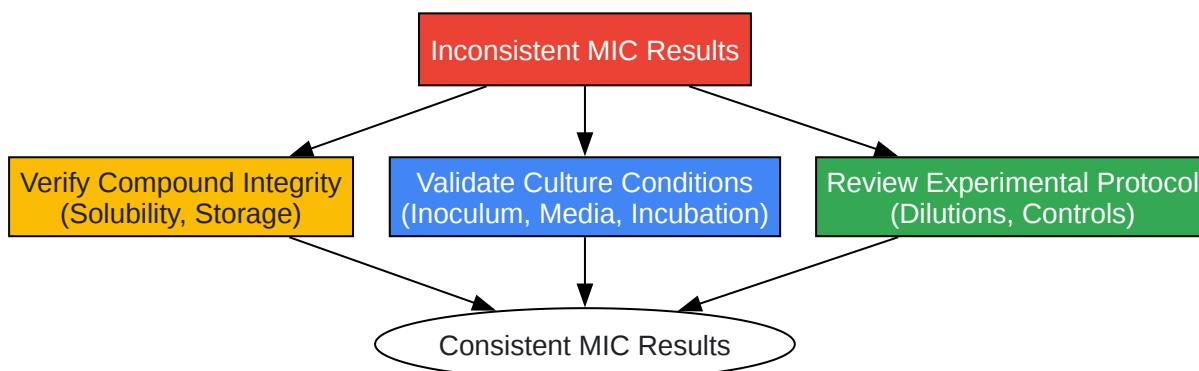 Inconsistent MIC Results
Verify Compound Integrity
(Solubility, Storage)
Validate Culture Conditions
(Inoculum, Media, Incubation)
Review Experimental Protocol
(Dilutions, Controls)
Consistent MIC Results